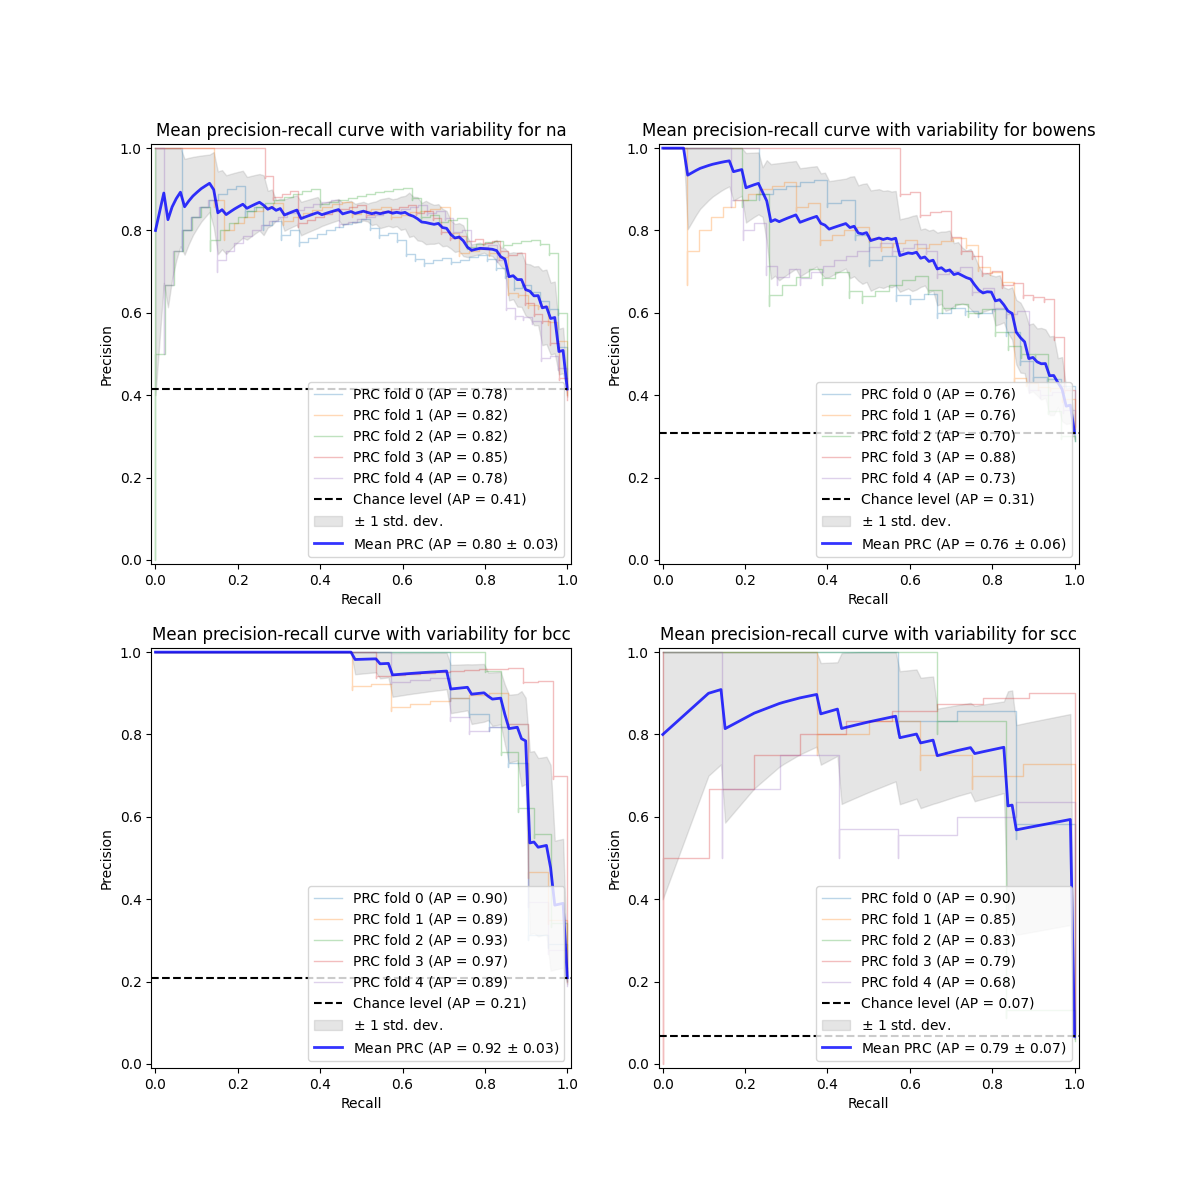 Mean precision-recall curve with variability for na
1.0
0.8
0.6
0.4
0.2
0.0
Precision
PRC fold 0 (AP = 0.78)
PRC fold 1 (AP = 0.82)
PRC fold 2 (AP = 0.82)
PRC fold 3 (AP = 0.85)
PRC fold 4 (AP = 0.78)
Chance level (AP = 0.41)
± 1 std. dev.
Mean PRC (AP = 0.80 ± 0.03)
0.0 0.2 0.4 0.6 0.8 1.0
Recall
Mean precision-recall curve with variability for bowens
1.0
0.8
0.6
0.4
0.2
0.0
Precision
PRC fold 0 (AP = 0.76)
PRC fold 1 (AP = 0.76)
PRC fold 2 (AP = 0.70)
PRC fold 3 (AP = 0.88)
PRC fold 4 (AP = 0.73)
Chance level (AP = 0.31)
± 1 std. dev.
Mean PRC (AP = 0.76 ± 0.06)
0.0 0.2 0.4 0.6 0.8 1.0
Recall
Mean precision-recall curve with variability for bcc
1.0
0.8
0.6
0.4
0.2
0.0
Precision
PRC fold 0 (AP = 0.90)
PRC fold 1 (AP = 0.89)
PRC fold 2 (AP = 0.93)
PRC fold 3 (AP = 0.97)
PRC fold 4 (AP = 0.89)
Chance level (AP = 0.21)
± 1 std. dev.
Mean PRC (AP = 0.92 ± 0.03)
0.0 0.2 0.4 0.6 0.8 1.0
Recall
Mean precision-recall curve with variability for scc
1.0
0.8
0.6
0.4
0.2
0.0
Precision
PRC fold 0 (AP = 0.90)
PRC fold 1 (AP = 0.85)
PRC fold 2 (AP = 0.83)
PRC fold 3 (AP = 0.79)
PRC fold 4 (AP = 0.68)
Chance level (AP = 0.07)
± 1 std. dev.
Mean PRC (AP = 0.79 ± 0.07)
0.0 0.2 0.4 0.6 0.8 1.0
Recall